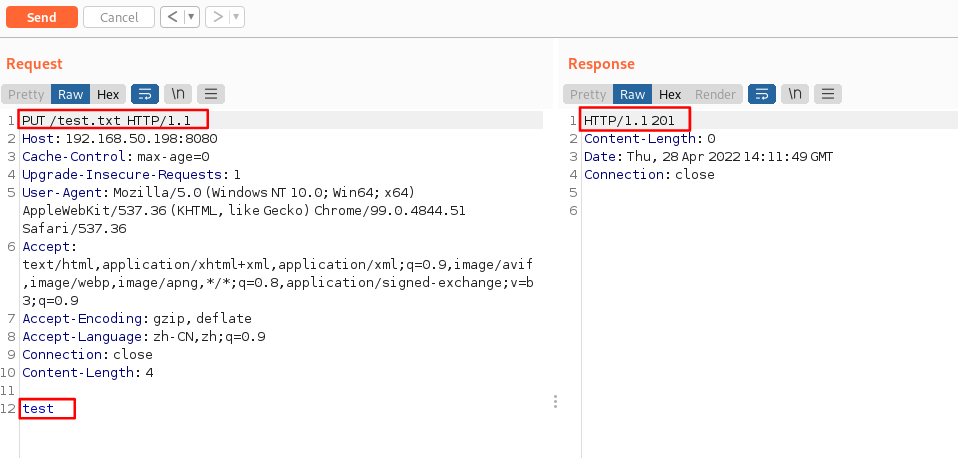 Send Cancel < ▼ > ▼
Request
Pretty Raw Hex \n
1 PUT /test.txt HTTP/1.1
2 Host: 192.168.50.198:8080
3 Cache-Control: max-age=0
4 Upgrade-Insecure-Requests: 1
5 User-Agent: Mozilla/5.0 (Windows NT 10.0; Win64; x64)
AppleWebKit/537.36 (KHTML, like Gecko) Chrome/99.0.4844.51
Safari/537.36
6 Accept:
text/html,application/xhtml+xml,application/xml;q=0.9,image/avif
,image/webp,image/apng,*/*;q=0.8,application/signed-exchange;v=b
3;q=0.9
7 Accept-Encoding: gzip, deflate
8 Accept-Language: zh-CN,zh;q=0.9
9 Connection: close
10 Content-Length: 4
11
12 test
Response
Pretty Raw Hex Render \n
1 HTTP/1.1 201
2 Content-Length: 0
3 Date: Thu, 28 Apr 2022 14:11:49 GMT
4 Connection: close
5
6